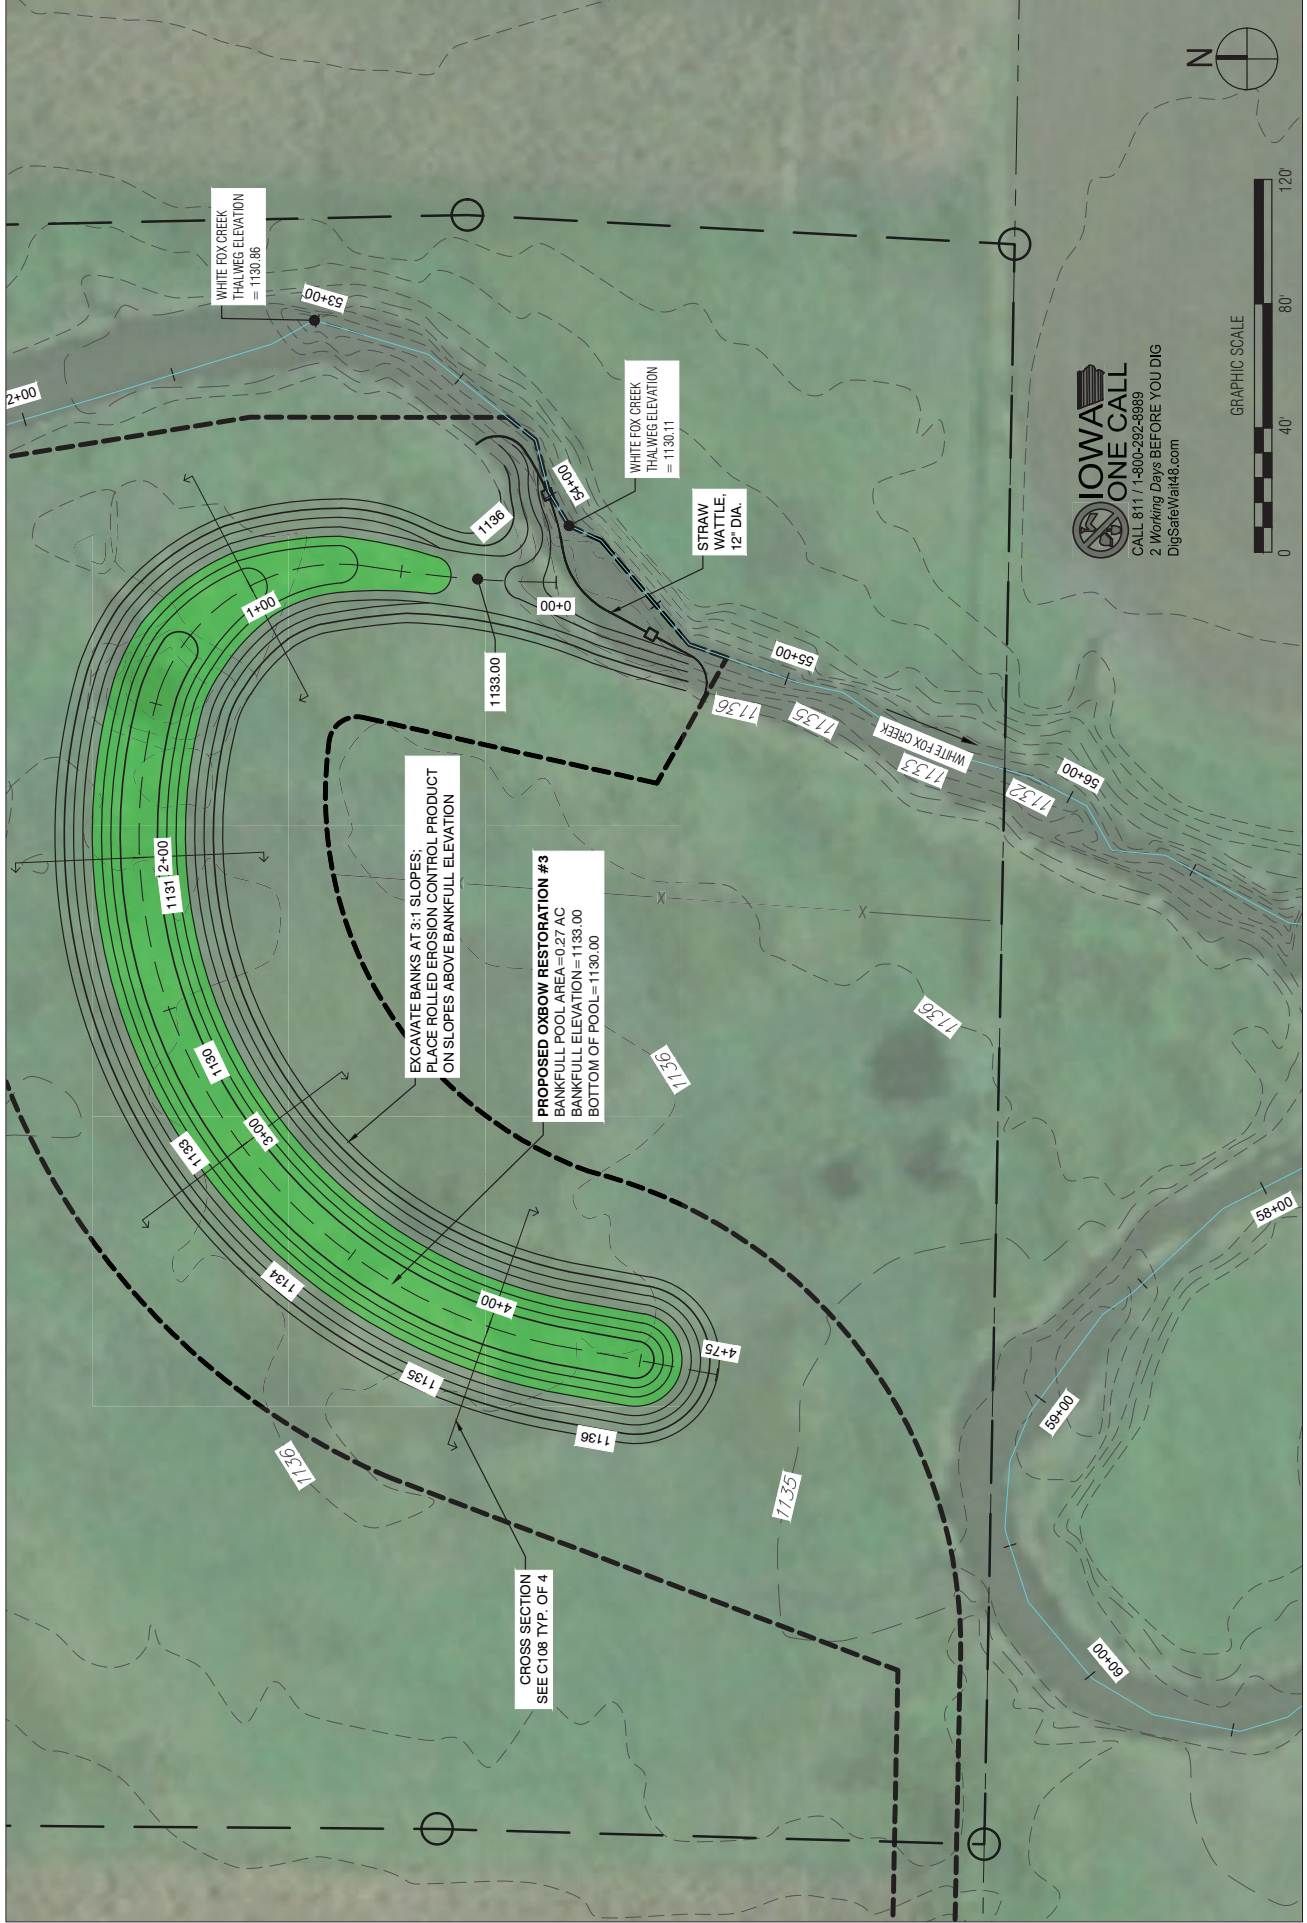 N
WHITE FOX CREEK
THALWEG ELEVATION
= 1130.86
53+00
2+00
WHITE FOX CREEK
THALWEG ELEVATION
= 1130.11
54+00
1136
STRAW
WATTLE,
12" DIA.
0+00
1133.00
1+00
1131
2+00
1130
3+00
1133
1134
4+00
1135
1136
4+75
EXCAVATE BANKS AT 3:1 SLOPES;
PLACE ROLLED EROSION CONTROL PRODUCT
ON SLOPES ABOVE BANKFULL ELEVATION
PROPOSED OXBOW RESTORATION #3
BANKFULL POOL AREA=0.27 AC
BANKFULL ELEVATION=1133.00
BOTTOM OF POOL=1130.00
CROSS SECTION
SEE C108 TYP. OF 4
1136
1136
1135
1136
1136
1135
1133
1132
WHITE FOX CREEK
55+00
56+00
58+00
59+00
60+00
X
X
X
IOWA
ONE CALL
CALL 811 / 1-800-292-8989
2 Working Days BEFORE YOU DIG
DigSafeWait48.com
GRAPHIC SCALE
0 40' 80' 120'